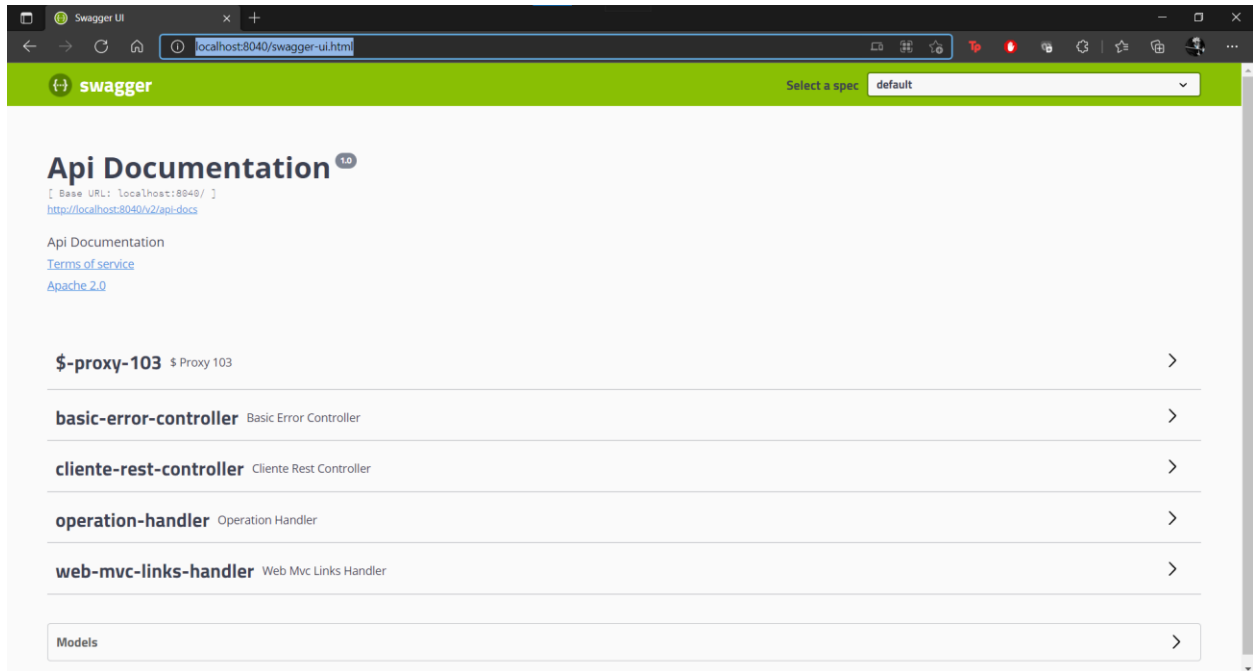 Swagger UI
localhost:8040/swagger-ui.html
swagger
Select a spec default
Api Documentation 1.0
[ Base URL: localhost:8040/ ]
http://localhost:8040/v2/api-docs
Api Documentation
Terms of service
Apache 2.0
$-proxy-103 $ Proxy 103
basic-error-controller Basic Error Controller
cliente-rest-controller Cliente Rest Controller
operation-handler Operation Handler
web-mvc-links-handler Web Mvc Links Handler
Models